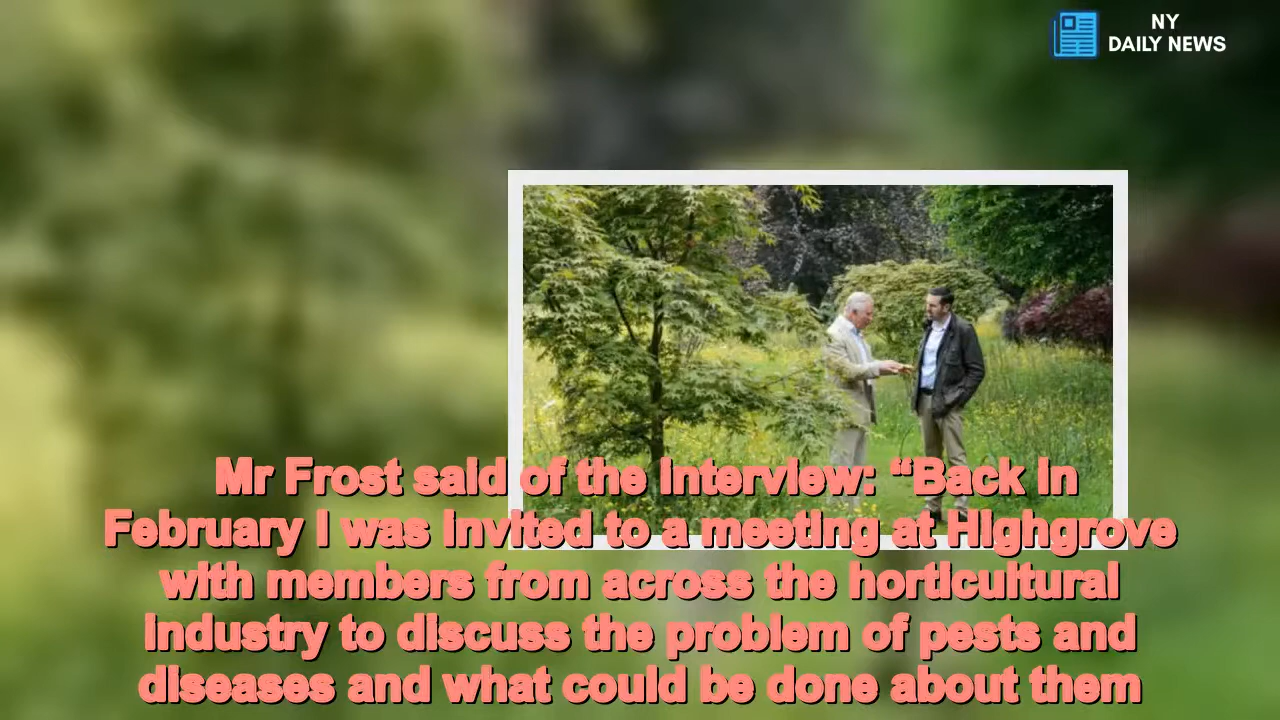 NY
DAILY NEWS
Mr Frost said of the interview: “Back in
February I was invited to a meeting at Highgrove
with members from across the horticultural
industry to discuss the problem of pests and
diseases and what could be done about them